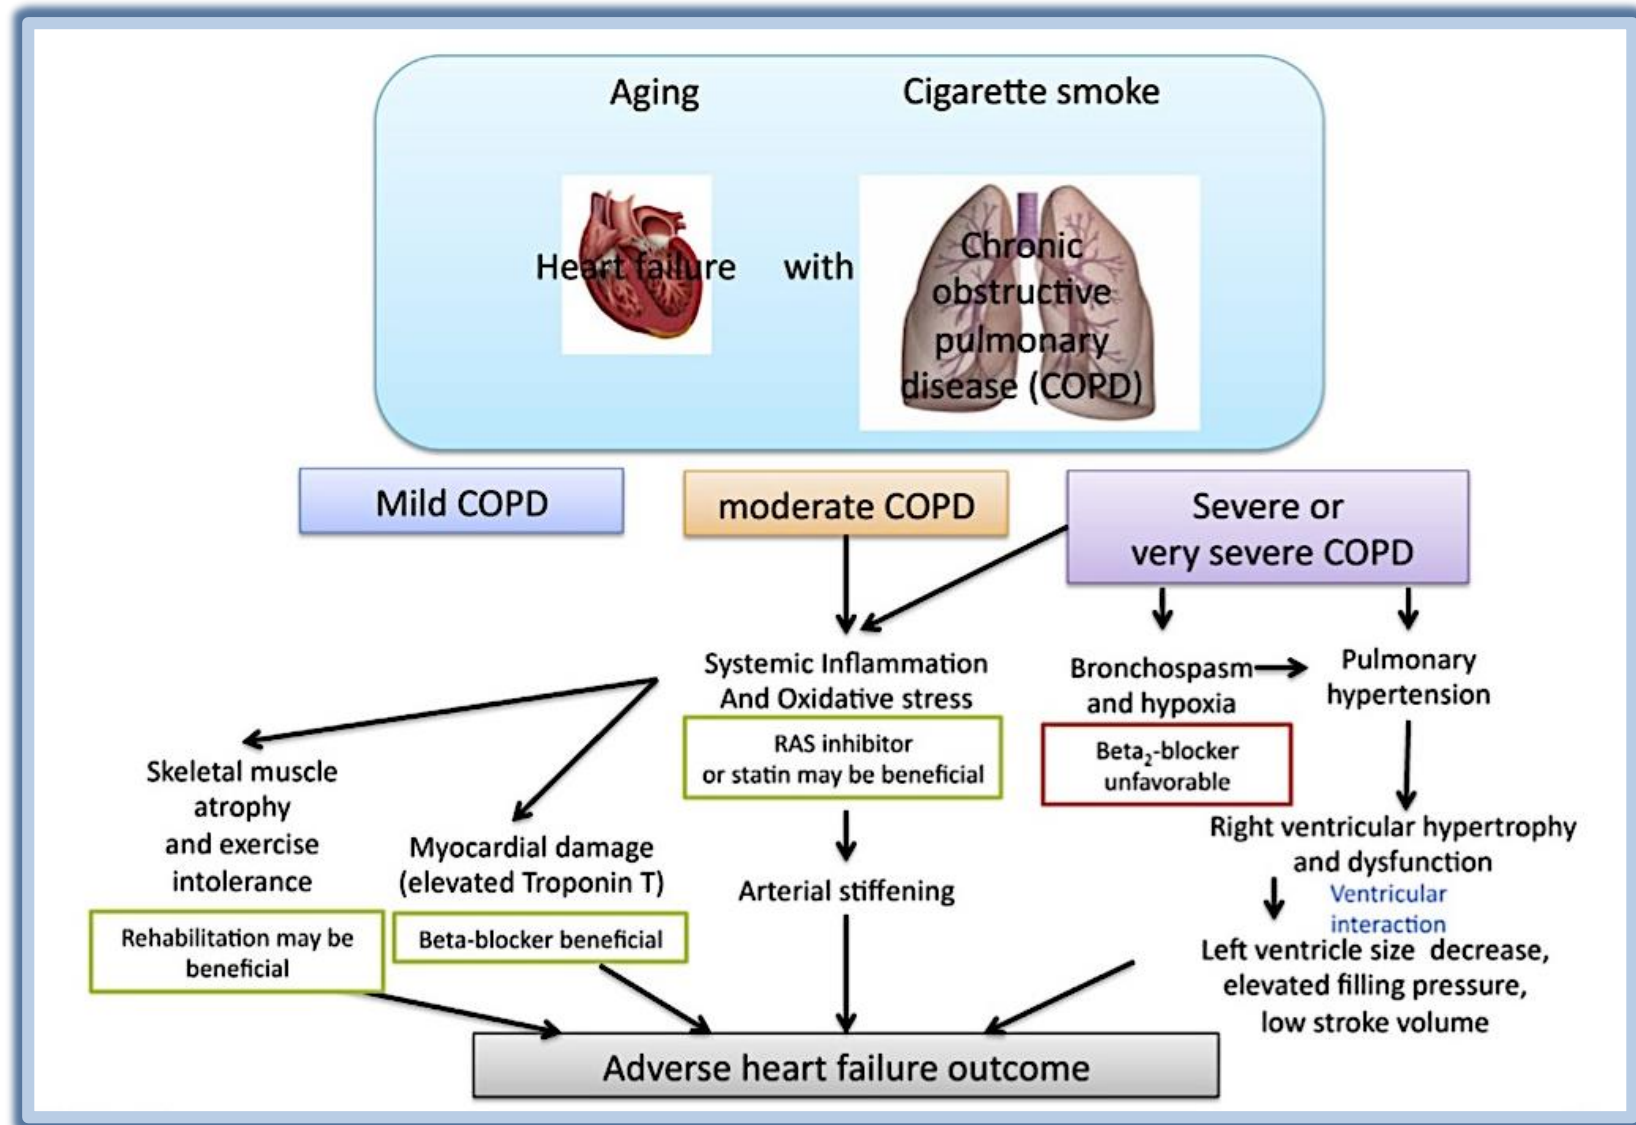 Aging
Cigarette smoke
Heart failure
with
Chronic
obstructive
pulmonary
disease (COPD)
Mild COPD
moderate COPD
Severe or
very severe COPD
Systemic Inflammation
And Oxidative stress
RAS inhibitor
or statin may be beneficial
Bronchospasm
and hypoxia
Beta₂-blocker
unfavorable
Pulmonary
hypertension
Skeletal muscle
atrophy
and exercise
intolerance
Rehabilitation may be
beneficial
Myocardial damage
(elevated Troponin T)
Beta-blocker beneficial
Arterial stiffening
Right ventricular hypertrophy
and dysfunction
Ventricular
interaction
Left ventricle size decrease,
elevated filling pressure,
low stroke volume
Adverse heart failure outcome